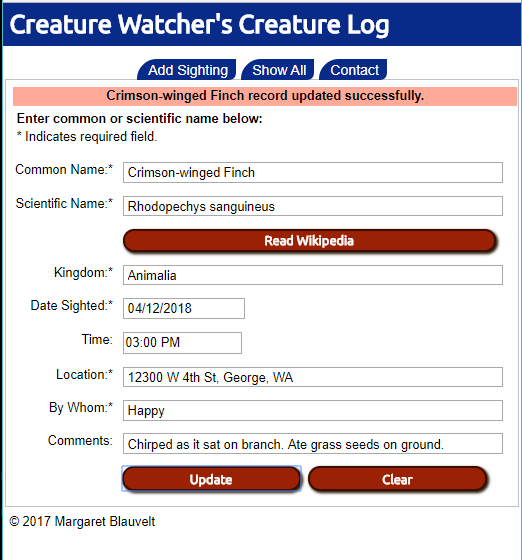 Creature Watcher's Creature Log
Add Sighting Show All Contact
Crimson-winged Finch record updated successfully.
Enter common or scientific name below:
* Indicates required field.
Common Name:* Crimson-winged Finch
Scientific Name:* Rhodopechys sanguineus
Read Wikipedia
Kingdom:* Animalia
Date Sighted:* 04/12/2018
Time: 03:00 PM
Location:* 12300 W 4th St, George, WA
By Whom:* Happy
Comments: Chirped as it sat on branch. Ate grass seeds on ground.
Update Clear
© 2017 Margaret Blauvelt